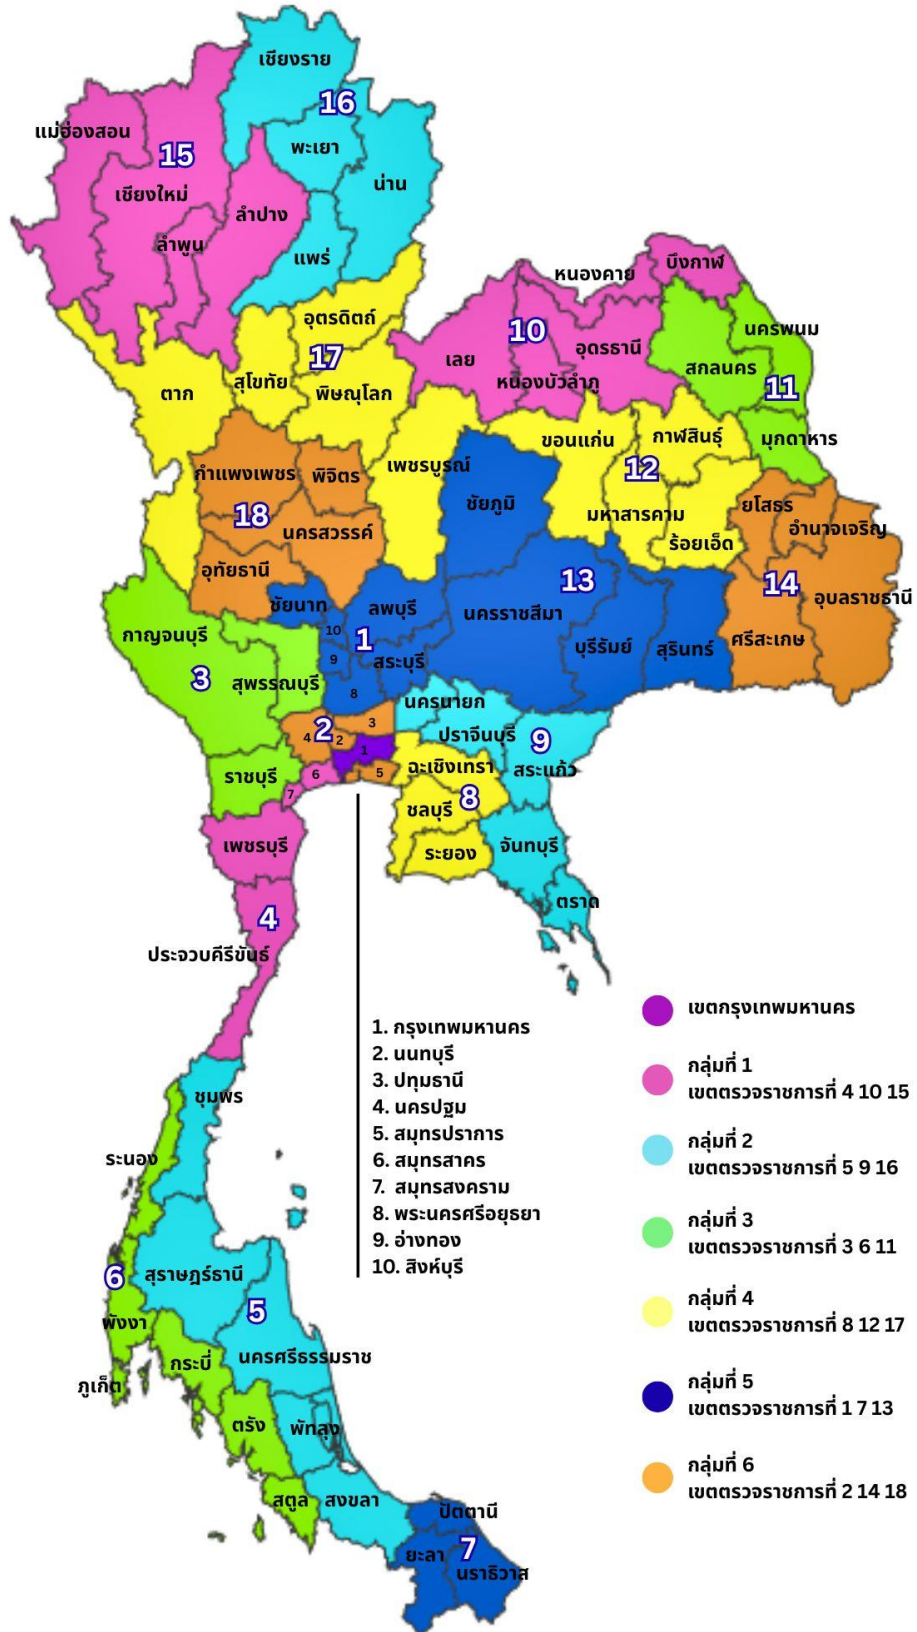 เชียงราย
16
แม่ฮ่องสอน
15
พะเยา
น่าน
เชียงใหม่
ลำปาง
ลำพูน
แพร่
หนองคาย
บึงกาฬ
อุตรดิตถ์
นครพนม
10
อุดรธานี
17
เลย
สกลนคร
สุโขทัย
หนองบัวลำภู
11
ตาก
พิษณุโลก
ขอนแก่น
กาฬสินธุ์
มุกดาหาร
เพชรบูรณ์
12
กำแพงเพชร
พิจิตร
ชัยภูมิ
ยโสธร
18
มหาสารคาม
นครสวรรค์
อำนาจเจริญ
ร้อยเอ็ด
อุทัยธานี
13
14
อุบลราชธานี
ชัยนาท
ลพบุรี
นครราชสีมา
กาญจนบุรี
10
1
ศรีสะเกษ
บุรีรัมย์
สุรินทร์
9
สระบุรี
3
สุพรรณบุรี
8
นครนายก
3
2
4
2
ปราจีนบุรี
9
1
ฉะเชิงเทรา
สระแก้ว
ราชบุรี
6
5
7
ชลบุรี
8
เพชรบุรี
ระยอง
จันทบุรี
ตราด
4
ประจวบคีรีขันธ์
1. กรุงเทพมหานคร
2. นนทบุรี
3. ปทุมธานี
4. นครปฐม
5. สมุทรปราการ
6. สมุทรสาคร
7. สมุทรสงคราม
8. พระนครศรีอยุธยา
9. อ่างทอง
10. สิงห์บุรี
เขตกรุงเทพมหานคร
กลุ่มที่ 1
เขตตรวจราชการที่ 4 10 15
กลุ่มที่ 2
เขตตรวจราชการที่ 5 9 16
กลุ่มที่ 3
เขตตรวจราชการที่ 3 6 11
กลุ่มที่ 4
เขตตรวจราชการที่ 8 12 17
กลุ่มที่ 5
เขตตรวจราชการที่ 1 7 13
กลุ่มที่ 6
เขตตรวจราชการที่ 2 14 18
ชุมพร
ระนอง
6
สุราษฎร์ธานี
5
พังงา
นครศรีธรรมราช
กระบี่
ภูเก็ต
ตรัง
พัทลุง
สตูล
สงขลา
ปัตตานี
7
ยะลา
นราธิวาส